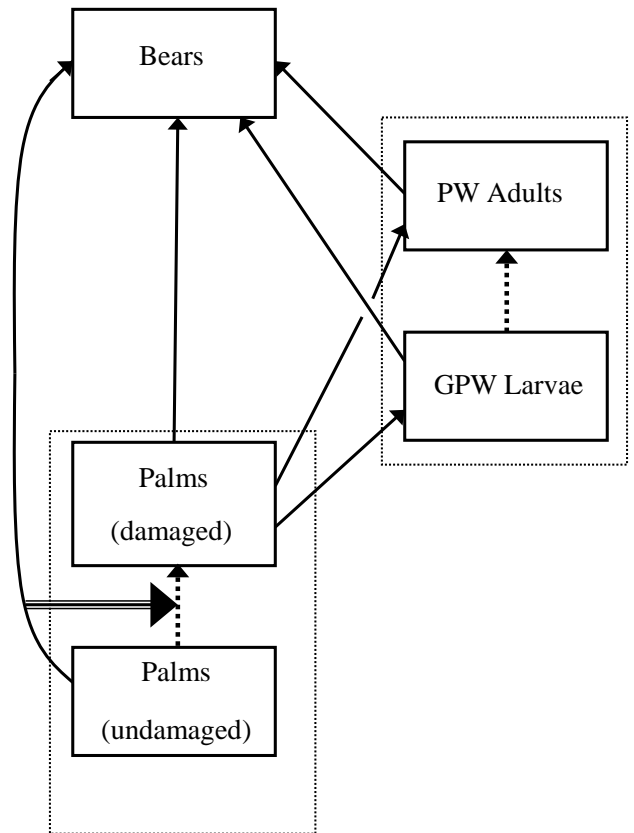 Bears
PW Adults
GPW Larvae
Palms
(damaged)
Palms
(undamaged)